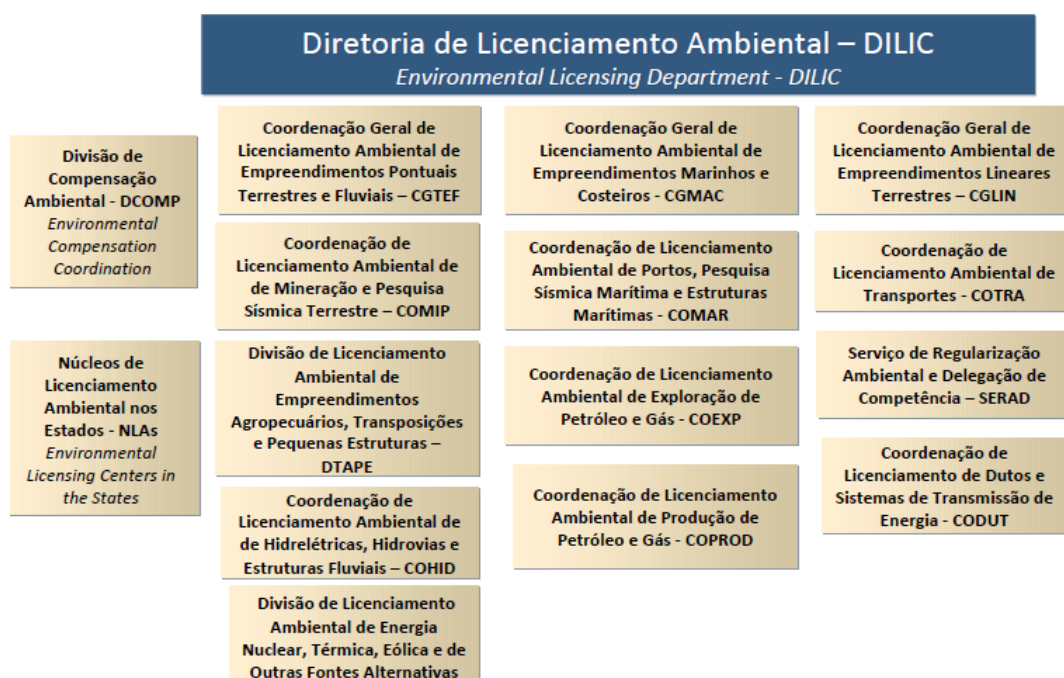 Diretoria de Licenciamento Ambiental – DILIC
Environmental Licensing Department - DILIC
Divisão de
Compensação
Ambiental - DCOMP
Environmental
Compensation
Coordination
Núcleos de
Licenciamento
Ambiental nos
Estados - NLAs
Environmental
Licensing Centers in
the States
Coordenação Geral de
Licenciamento Ambiental de
Empreendimentos Pontuais
Terrestres e Fluviais – CGTEF
Coordenação de
Licenciamento Ambiental de
de Mineração e Pesquisa
Sísmica Terrestre – COMIP
Divisão de Licenciamento
Ambiental de
Empreendimentos
Agropecuários, Transposições
e Pequenas Estruturas –
DTAPE
Coordenação de
Licenciamento Ambiental de
de Hidrelétricas, Hidrovias e
Estruturas Fluviais – COHID
Divisão de Licenciamento
Ambiental de Energia
Nuclear, Térmica, Eólica e de
Outras Fontes Alternativas
Coordenação Geral de
Licenciamento Ambiental de
Empreendimentos Marinhos e
Costeiros - CGMAC
Coordenação de Licenciamento
Ambiental de Portos, Pesquisa
Sísmica Marítima e Estruturas
Marítimas - COMAR
Coordenação de Licenciamento
Ambiental de Exploração de
Petróleo e Gás - COEXP
Coordenação de Licenciamento
Ambiental de Produção de
Petróleo e Gás - COPROD
Coordenação Geral de
Licenciamento Ambiental de
Empreendimentos Lineares
Terrestres – CGLIN
Coordenação de
Licenciamento Ambiental de
Transportes - COTRA
Serviço de Regularização
Ambiental e Delegação de
Competência – SERAD
Coordenação de
Licenciamento de Dutos e
Sistemas de Transmissão de
Energia - CODUT